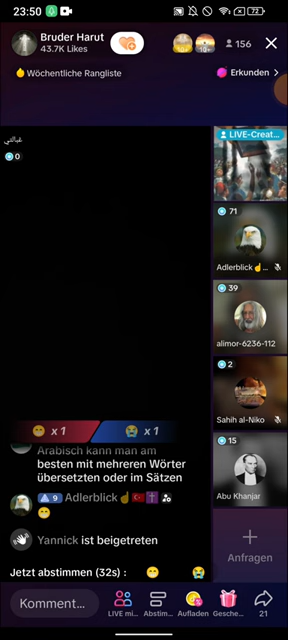 23:50
72
Bruder Harut
43.7K Likes
10+
10+
156
Wöchentliche Rangliste
Erkunden >
LIVE-Creat...
0
71
Adlerblick☝️...
39
alimor-6236-112
2
Sahih al-Niko
15
Abu Khanjar
😁 x 1
😭 x 1
Arabisch kann man am
besten mit mehreren Wörter
übersetzten oder im Sätzen
9 Adlerblick☝️🇹🇷✝️
😁
Yannick ist beigetreten
Jetzt abstimmen (32s) : 😁 😭
+
Anfragen
Komment...
LIVE mi...
Abstim...
Aufladen
Gesche...
21